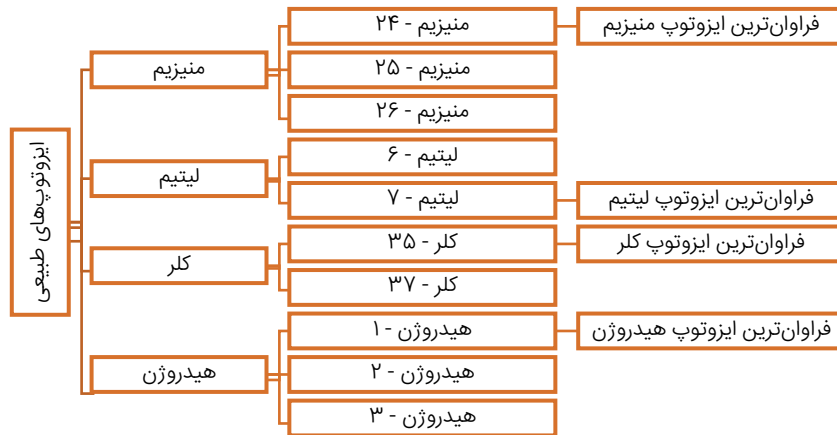 ایزوتوپ‌های طبیعی
منیزیم
منیزیم - ۲۴
فراوان‌ترین ایزوتوپ منیزیم
منیزیم - ۲۵
منیزیم - ۲۶
لیتیم
لیتیم - ۶
لیتیم - ۷
فراوان‌ترین ایزوتوپ لیتیم
کلر
کلر - ۳۵
فراوان‌ترین ایزوتوپ کلر
کلر - ۳۷
هیدروژن
هیدروژن - ۱
فراوان‌ترین ایزوتوپ هیدروژن
هیدروژن - ۲
هیدروژن - ۳